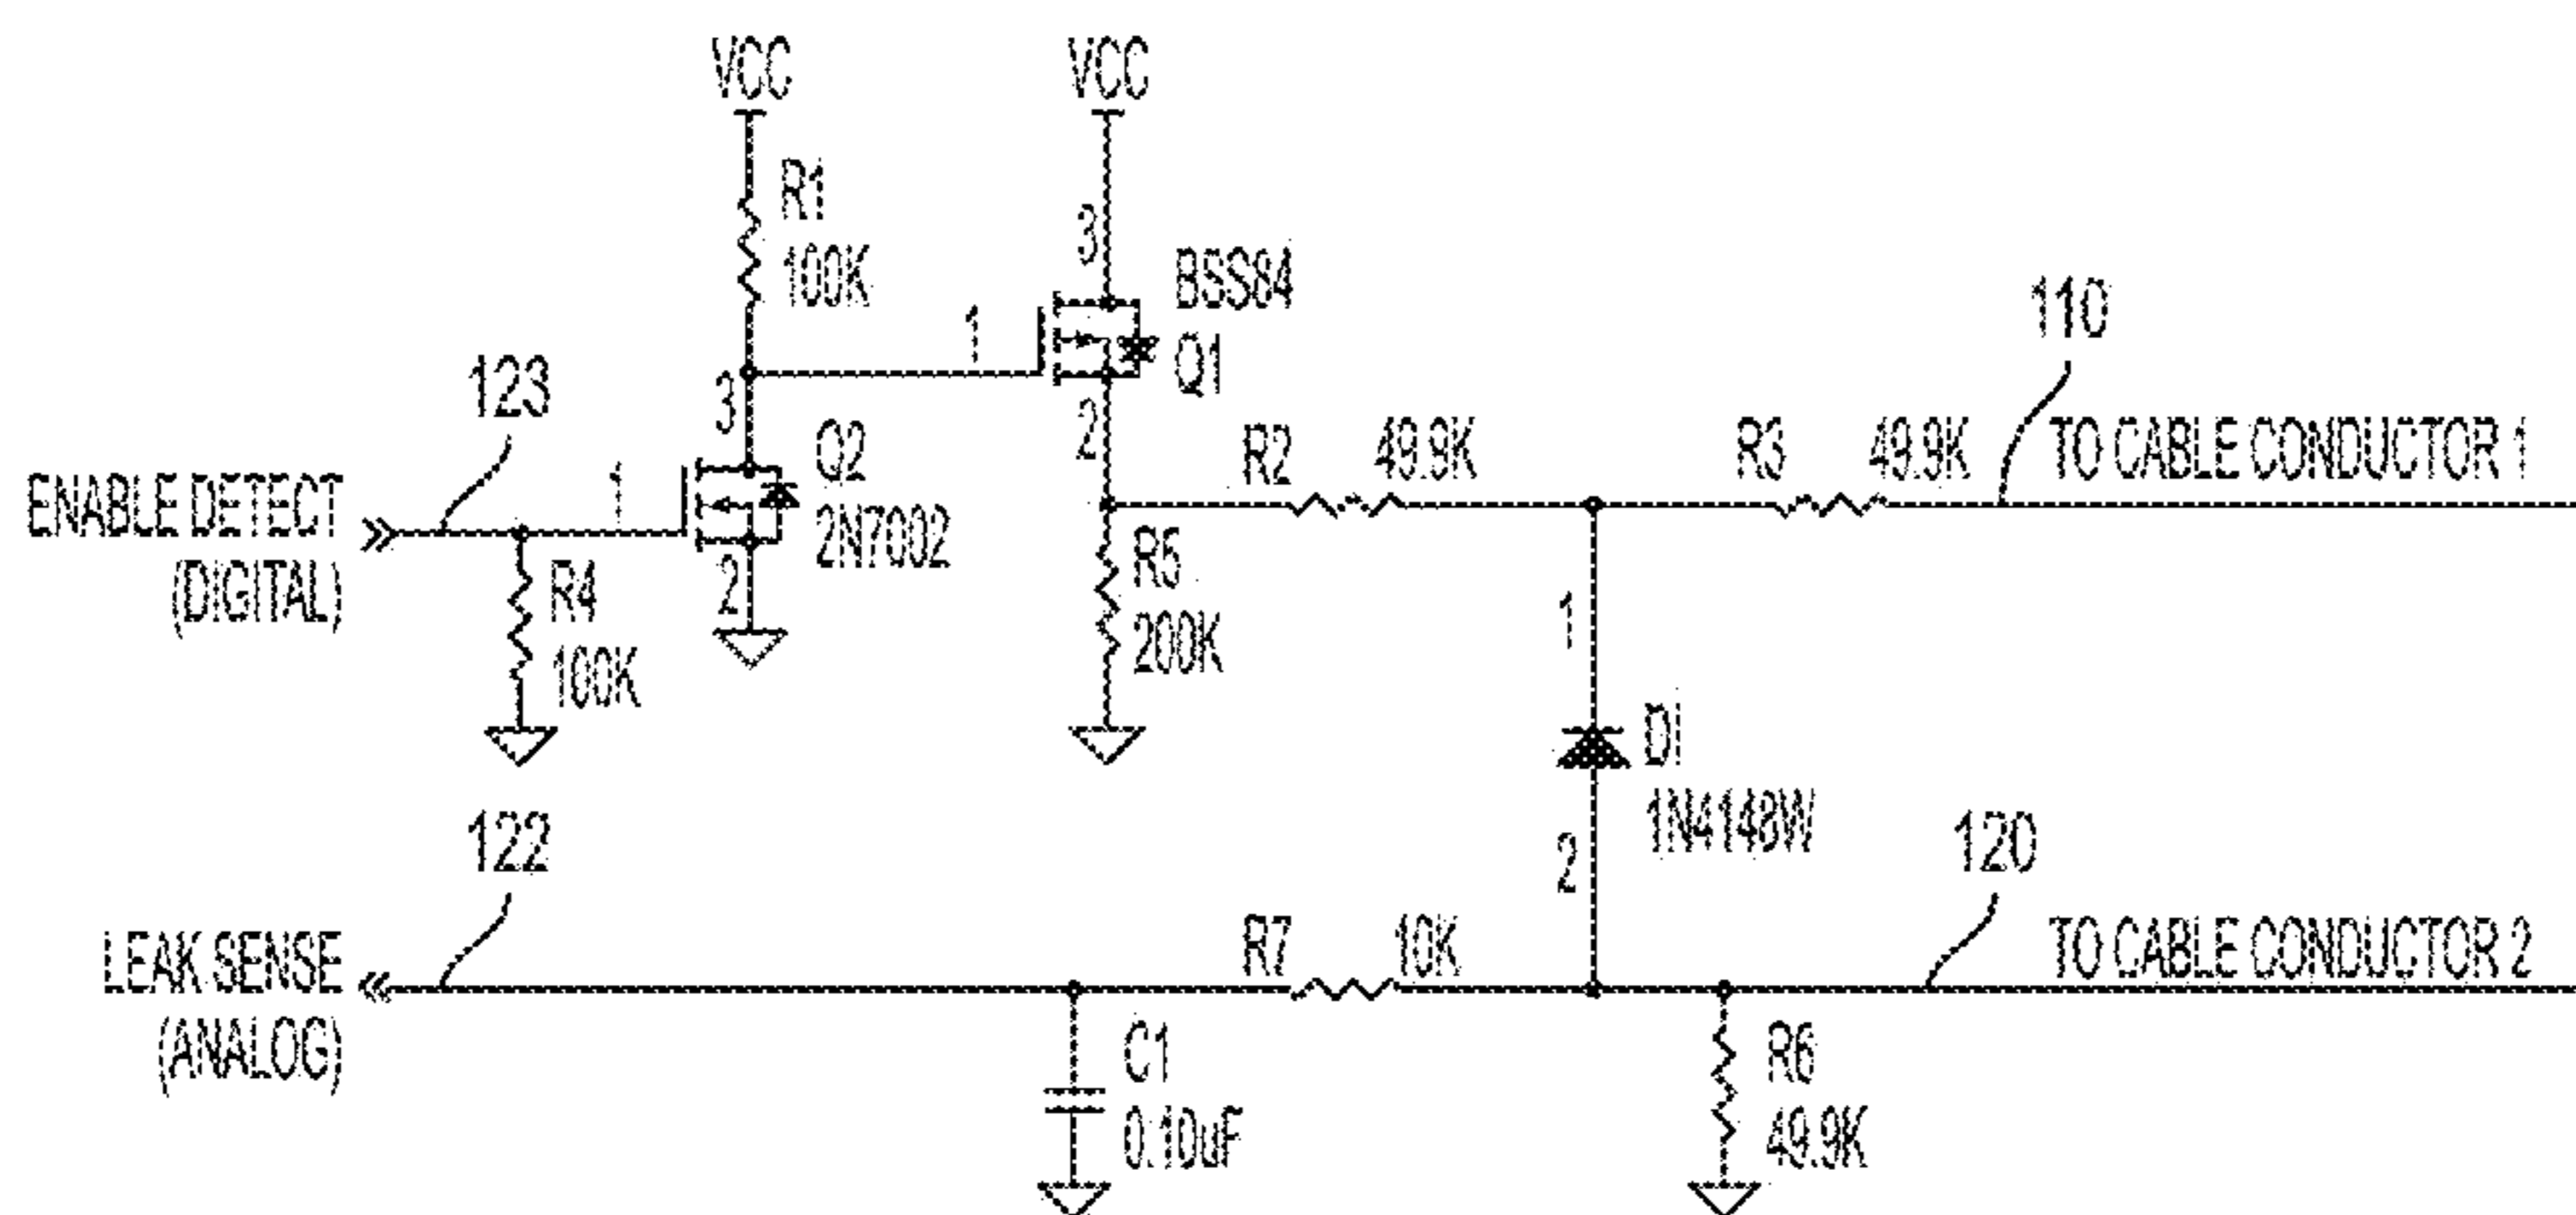 VCC
VCC
R1
100K
3
BSS84
Q1
1
110
123
3
2
Q2
2N7002
R2
49.9K
R3
49.9K
TO CABLE CONDUCTOR 1
ENABLE DETECT
(DIGITAL)
1
2
R4
100K
R5
200K
1
D1
1N4148W
2
122
120
LEAK SENSE
(ANALOG)
R7
10K
TO CABLE CONDUCTOR 2
C1
0.10uF
R6
49.9K